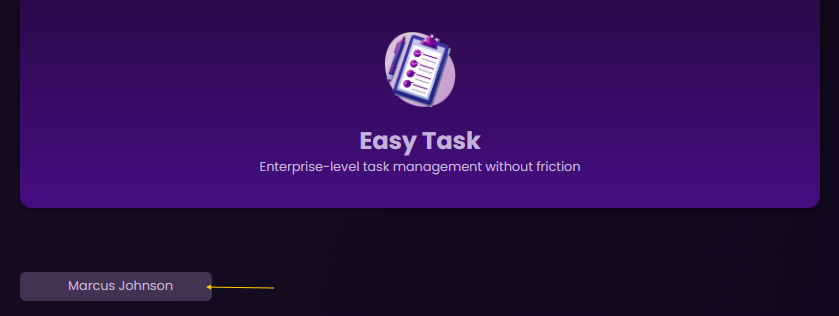 Easy Task
Enterprise-level task management without friction
Marcus Johnson